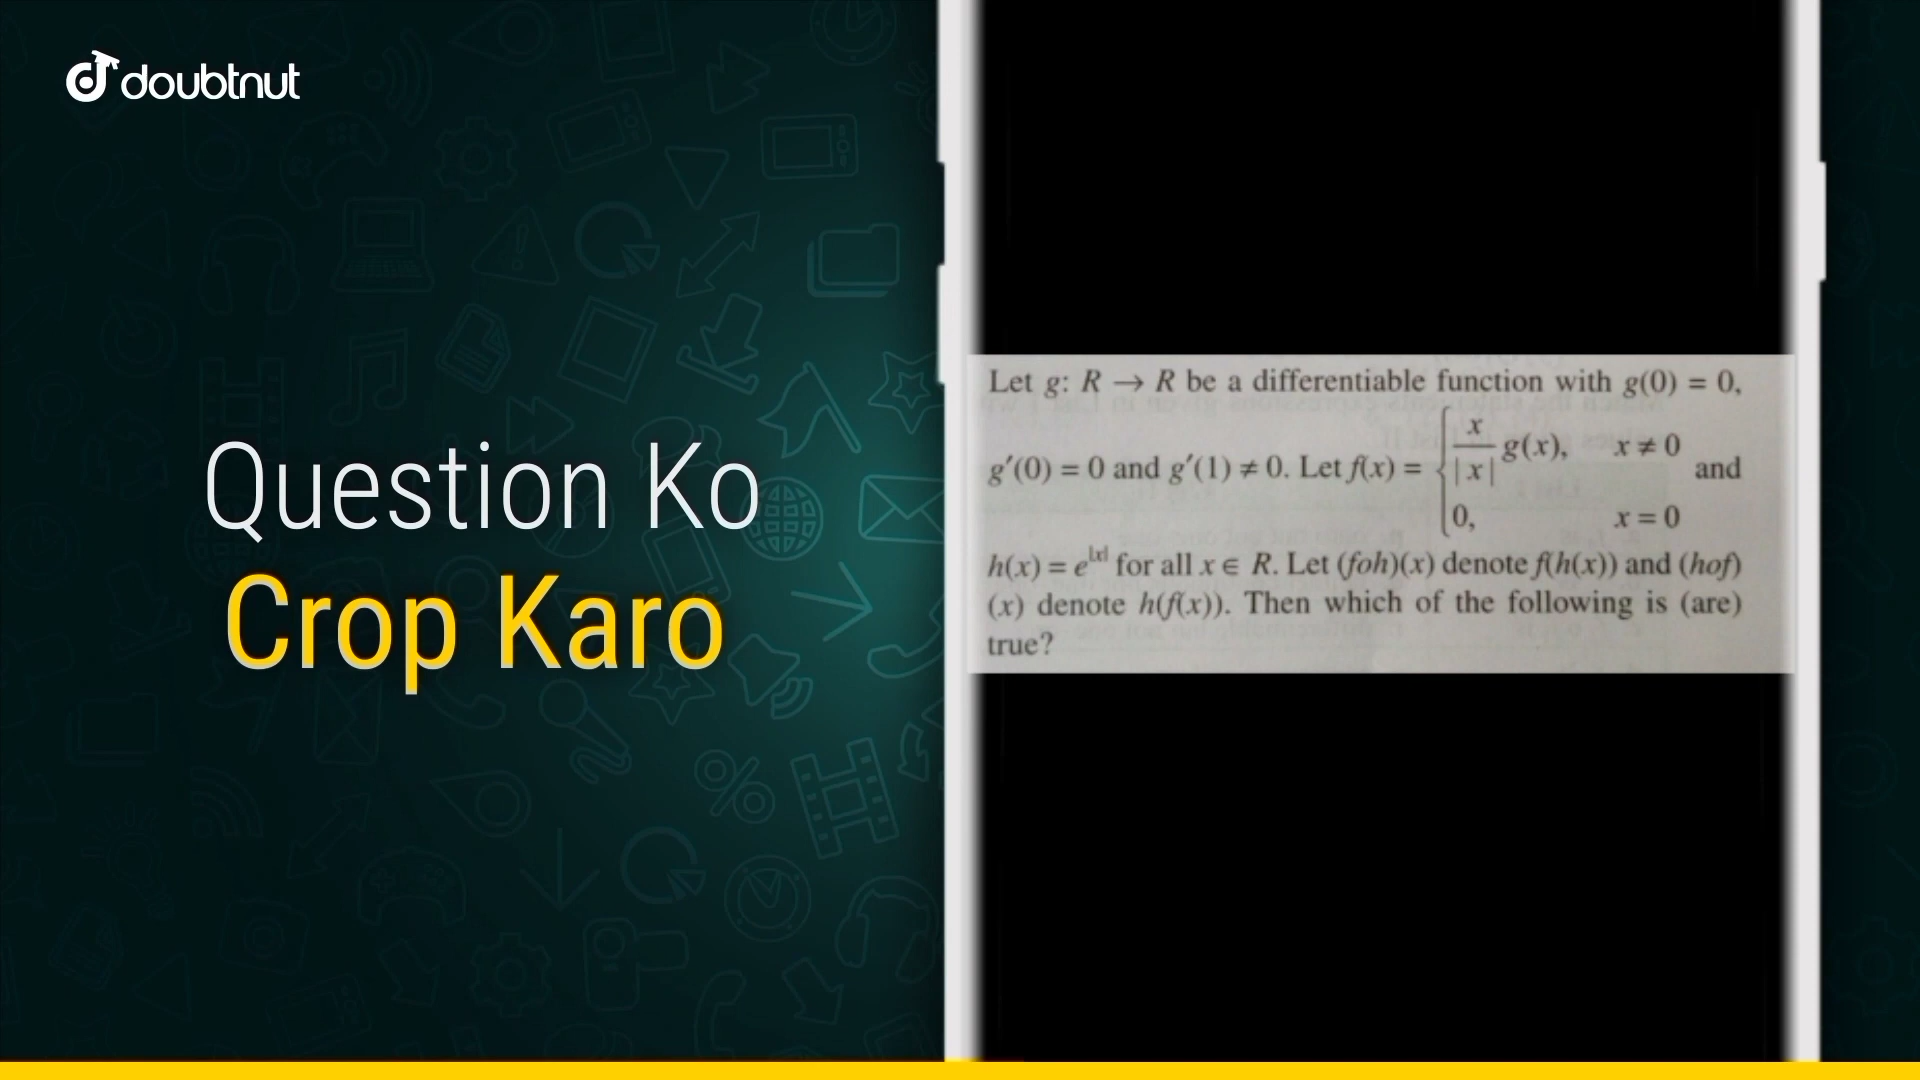 doubtnut
Question Ko
Crop Karo
Let g: R → R be a differentiable function with g(0) = 0,
g′(0) = 0 and g′(1) ≠ 0. Let f(x) = { x/|x| g(x), x ≠ 0 and
0, x = 0
h(x) = e^|x| for all x ∈ R. Let (foh)(x) denote f(h(x)) and (hof)
(x) denote h(f(x)). Then which of the following is (are)
true?